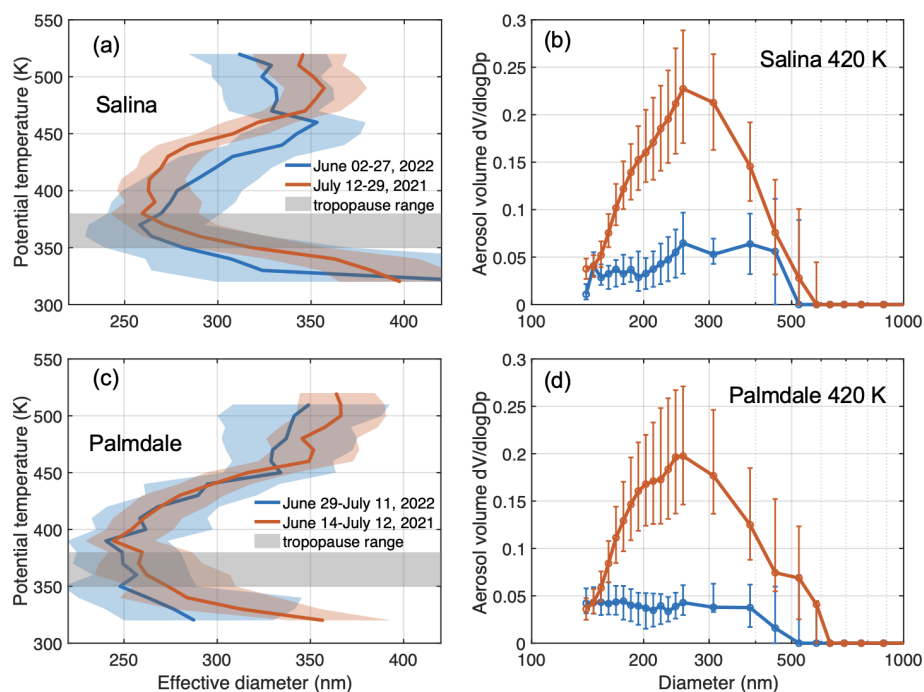 (a)
Salina
550
500
450
400
350
300
Potential temperature (K)
June 02-27, 2022
July 12-29, 2021
tropopause range
250
300
350
400
(b)
Salina 420 K
0.3
0.25
0.2
0.15
0.1
0.05
0
Aerosol volume dV/dlogDp
100
200
300
500
1000
(c)
Palmdale
550
500
450
400
350
300
Potential temperature (K)
June 29-July 11, 2022
June 14-July 12, 2021
tropopause range
250
300
350
400
Effective diameter (nm)
(d)
Palmdale 420 K
0.3
0.25
0.2
0.15
0.1
0.05
0
Aerosol volume dV/dlogDp
100
200
300
500
1000
Diameter (nm)